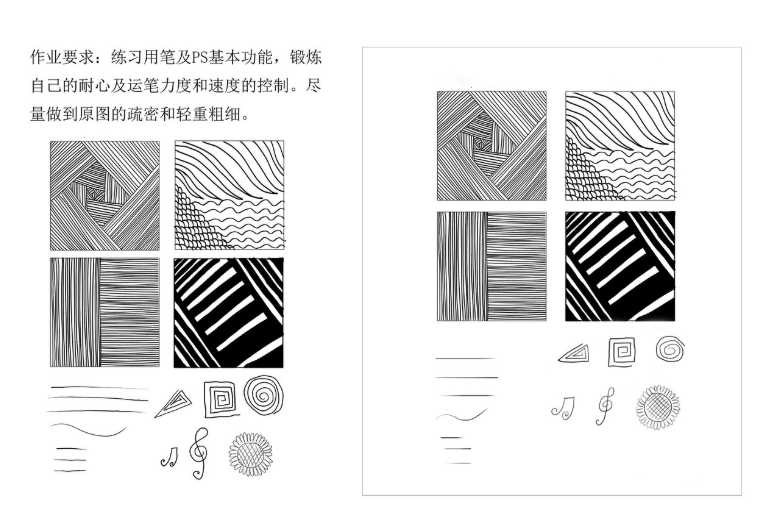 作业要求：练习用笔及PS基本功能，锻炼
自己的耐心及运笔力度和速度的控制。尽
量做到原图的疏密和轻重粗细。